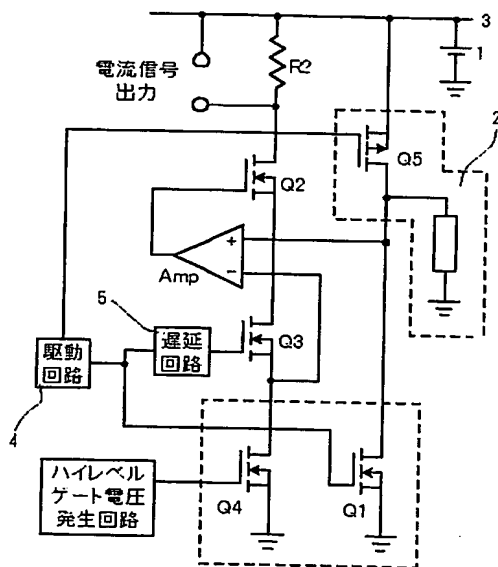 3
1
電流信号
出力
R2
2
Q5
Q2
+
−
Amp
5
遅延
回路
Q3
駆動
回路
4
ハイレベル
ゲート電圧
発生回路
Q4
Q1